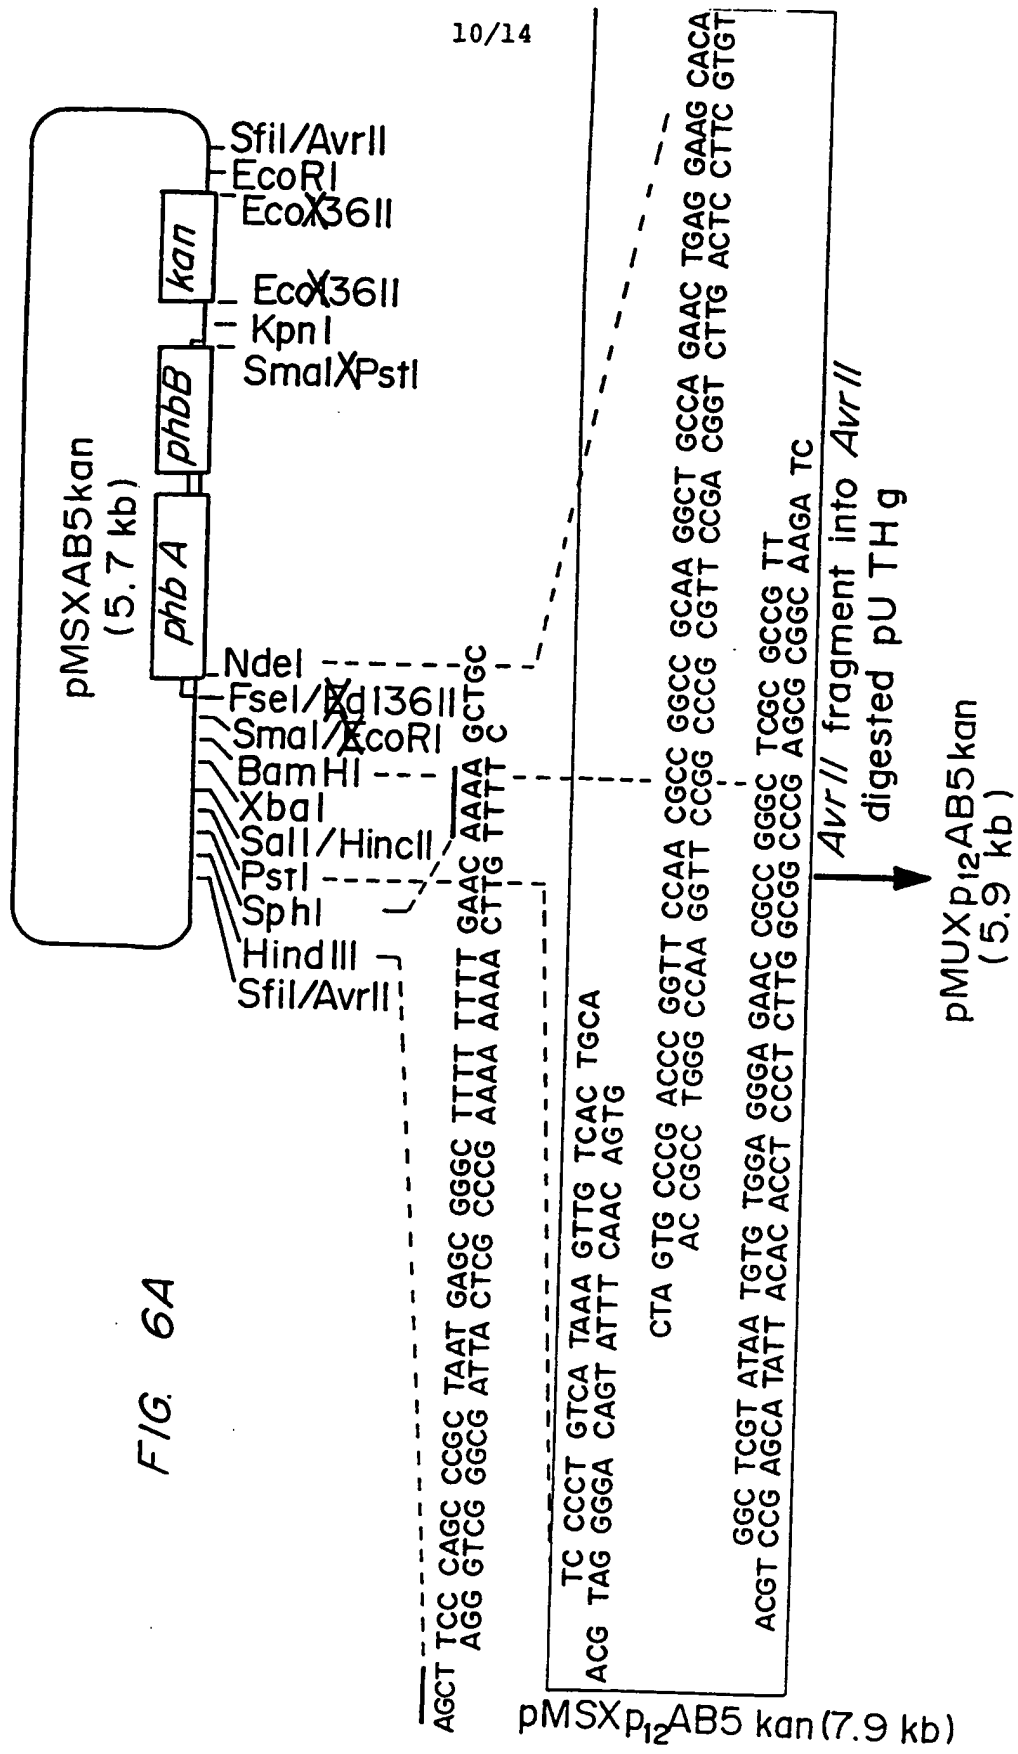 10/14
FIG. 6A
pMSXAB5kan
(5.7 kb)
phbA
phbB
kan
NdeI
FseI/Ecl136II
SmaI/EcoRI
BamHI
XbaI
SalI/HincII
PstI
SphI
HindIII
SfiI/AvrII
SmaIXPstI
KpnI
EcoX36II
EcoX36II
EcoRI
SfiI/AvrII
AGCT TCC CAGC CCGC TAAT GAGC GGGC TTTT TTTT GAAC AAAA GCTGC
AGG GTCG GGCG ATTA CTCG CCCG AAAA AAAA CTTG TTTT C
TC CCCT GTCA TAAA GTTG TCAC TGCA
ACG TAG GGGA CAGT ATTT CAAC AGTG
CTA GTG CCCG ACCC GGTT CCAA CGCC GGCC GCAA GGCT GCCA GAAC TGAG GAAG CACA
AC CGCC TGGG CCAA GGTT CCGG CCCG CGTT CCGA CGGT CTTG ACTC CTTC GTGT
GGC TCGT ATAA TGTG TGGA GGGA GAAC CGCC GGGC TCGC GCCG TT
ACGT CCG AGCA TATT ACAC ACCT CCCT CTTG GCGG CCCG AGCG CGGC AAGA TC
pMSXp12AB5 kan (7.9 kb)
AvrII fragment into AvrII
digested pUTHg
pMUXp12AB5kan
(5.9 kb)